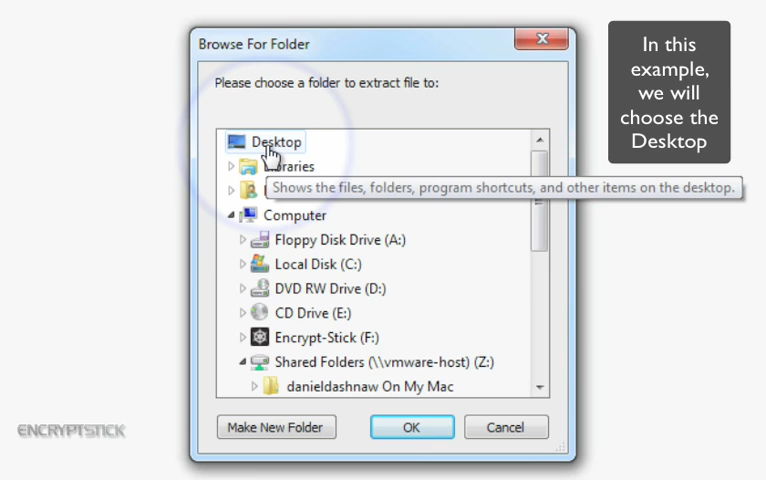 Browse For Folder
In this
example,
we will
choose the
Desktop
Please choose a folder to extract file to:
Desktop
Shows the files, folders, program shortcuts, and other items on the desktop.
Computer
Floppy Disk Drive (A:)
Local Disk (C:)
DVD RW Drive (D:)
CD Drive (E:)
Encrypt-Stick (F:)
Shared Folders (\\vmware-host) (Z:)
danieldashnaw On My Mac
Make New Folder
OK
Cancel
ENCRYPTSTICK